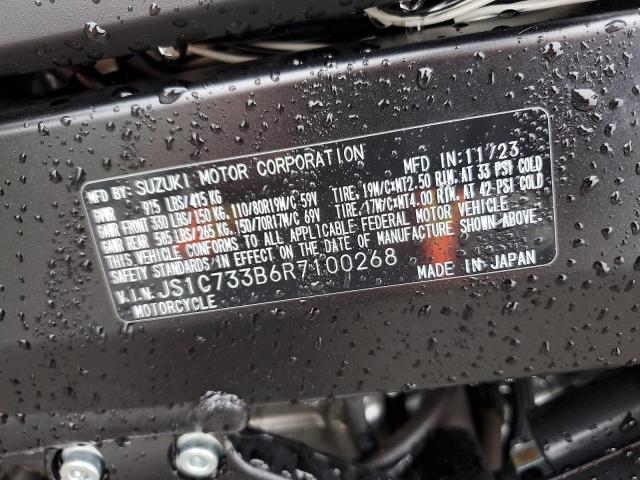 MFD BY: SUZUKI MOTOR CORPORATION MFD IN: 11/23
GVWR 915 LBS/415 KG
GAWR FRONT 330 LBS/150 KG, 110/80R19M/C 59V TIRE, 19M/C×MT2.50 RIM, AT 33 PSI COLD
GAWR REAR 585 LBS/265 KG, 150/70R17M/C 69V TIRE, 17M/C×MT4.00 RIM, AT 42 PSI COLD
THIS VEHICLE CONFORMS TO ALL APPLICABLE FEDERAL MOTOR VEHICLE
SAFETY STANDARDS IN EFFECT ON THE DATE OF MANUFACTURE SHOWN ABOVE.
V.I.N. JS1C733B6R7100268
MOTORCYCLE MADE IN JAPAN